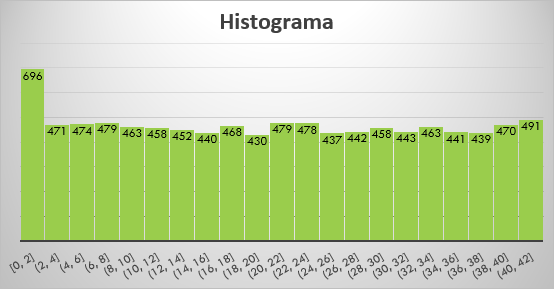 Histograma
696 471 474 479 463 458 452 440 468 430 479 478 437 442 458 443 463 441 439 470 491
[0, 2] (2, 4] (4, 6] (6, 8] (8, 10] (10, 12] (12, 14] (14, 16] (16, 18] (18, 20] (20, 22] (22, 24] (24, 26] (26, 28] (28, 30] (30, 32] (32, 34] (34, 36] (36, 38] (38, 40] (40, 42]